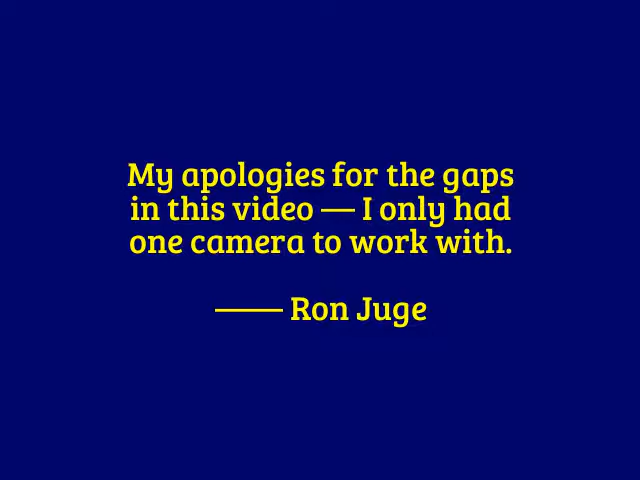 My apologies for the gaps
in this video — I only had
one camera to work with.
—— Ron Juge